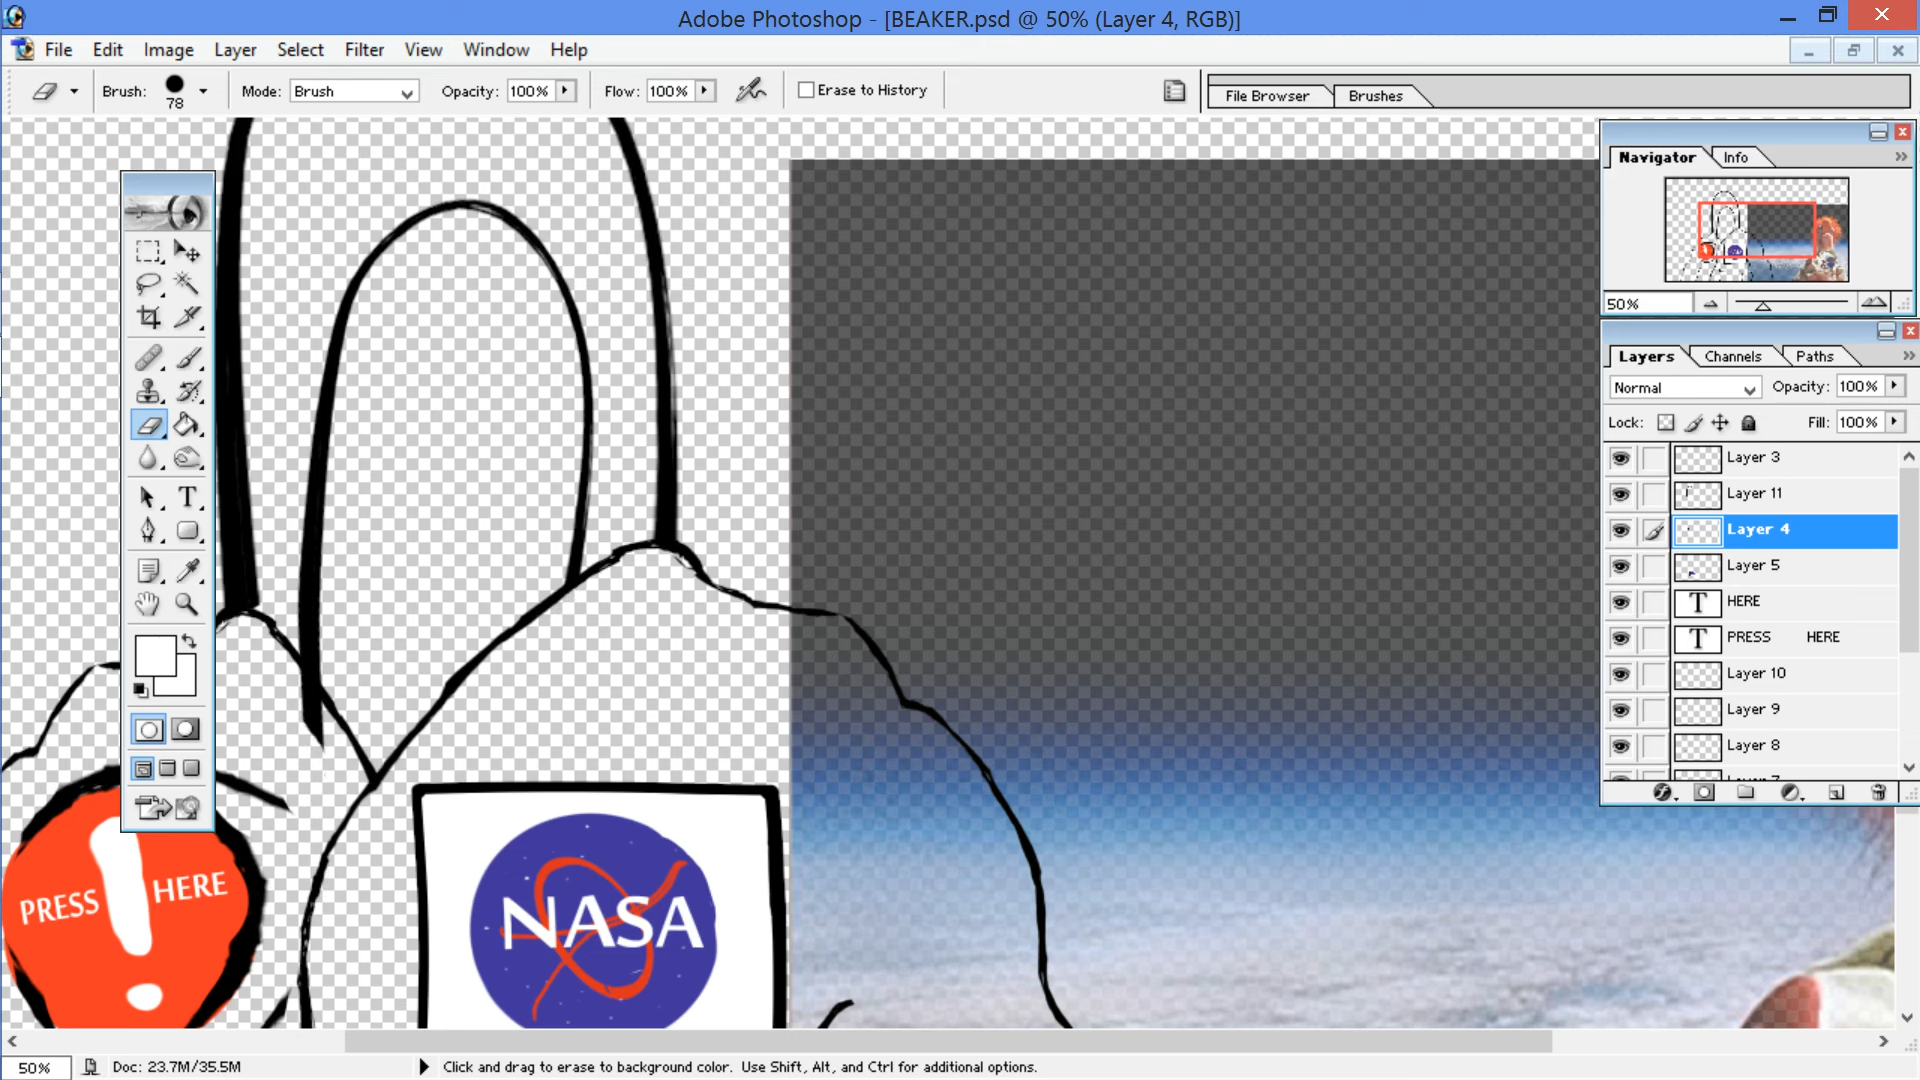 Adobe Photoshop - [BEAKER.psd @ 50% (Layer 4, RGB)]
File Edit Image Layer Select Filter View Window Help
Brush: 78 Mode: Brush Opacity: 100% Flow: 100% Erase to History File Browser Brushes
Navigator Info
50%
Layers Channels Paths
Normal Opacity: 100%
Lock: Fill: 100%
Layer 3
Layer 11
Layer 4
Layer 5
T HERE
T PRESS HERE
Layer 10
Layer 9
Layer 8
T
PRESS HERE
NASA
50% Doc: 23.7M/35.5M Click and drag to erase to background color. Use Shift, Alt, and Ctrl for additional options.